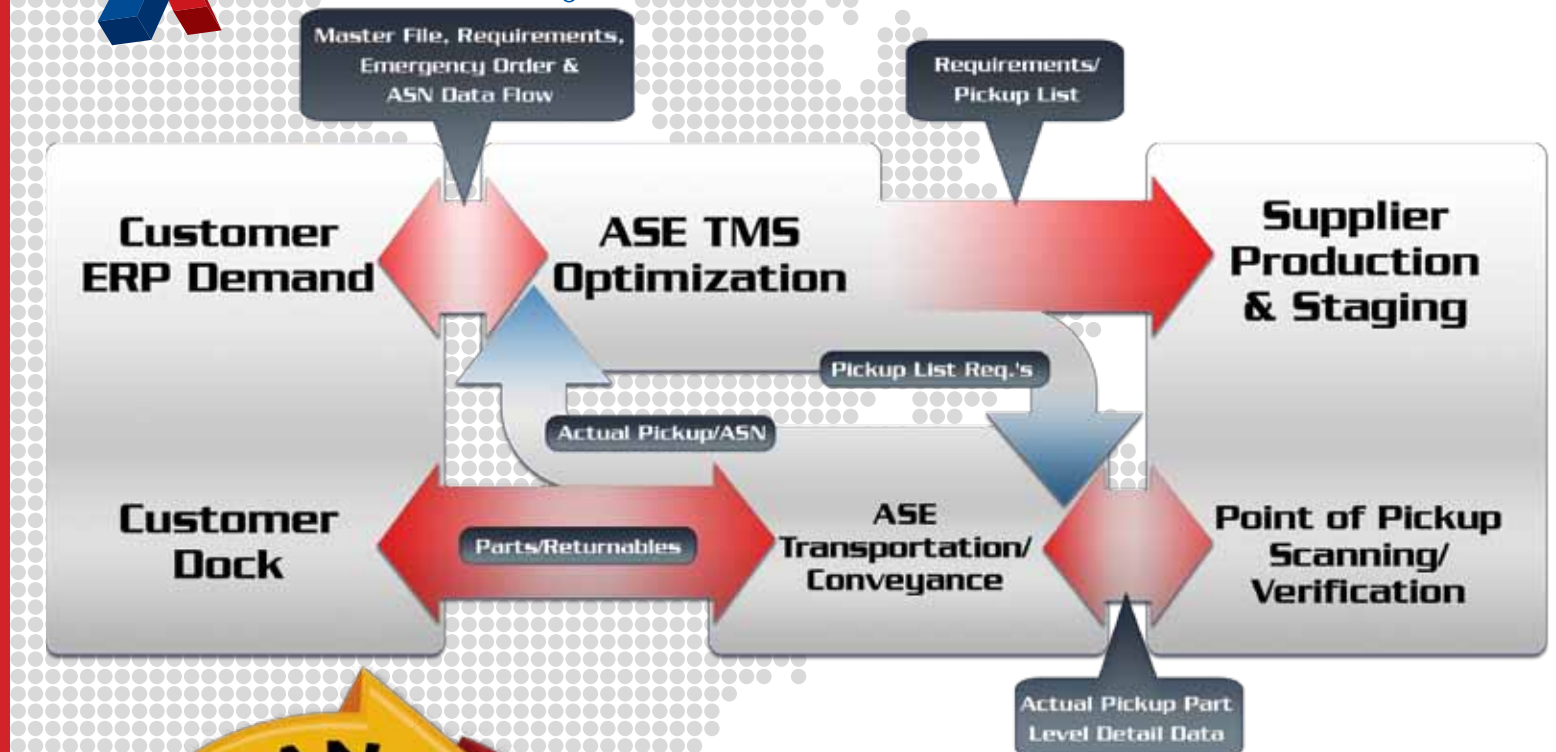 Master File, Requirements,
Emergency Order &
ASN Data Flow
Requirements/
Pickup List
Customer
ERP Demand
ASE TMS
Optimization
Supplier
Production
& Staging
Pickup List Req.'s
Actual Pickup/ASN
Customer
Dock
Parts/Returnables
ASE
Transportation/
Conveyance
Point of Pickup
Scanning/
Verification
Actual Pickup Part
Level Detail Data